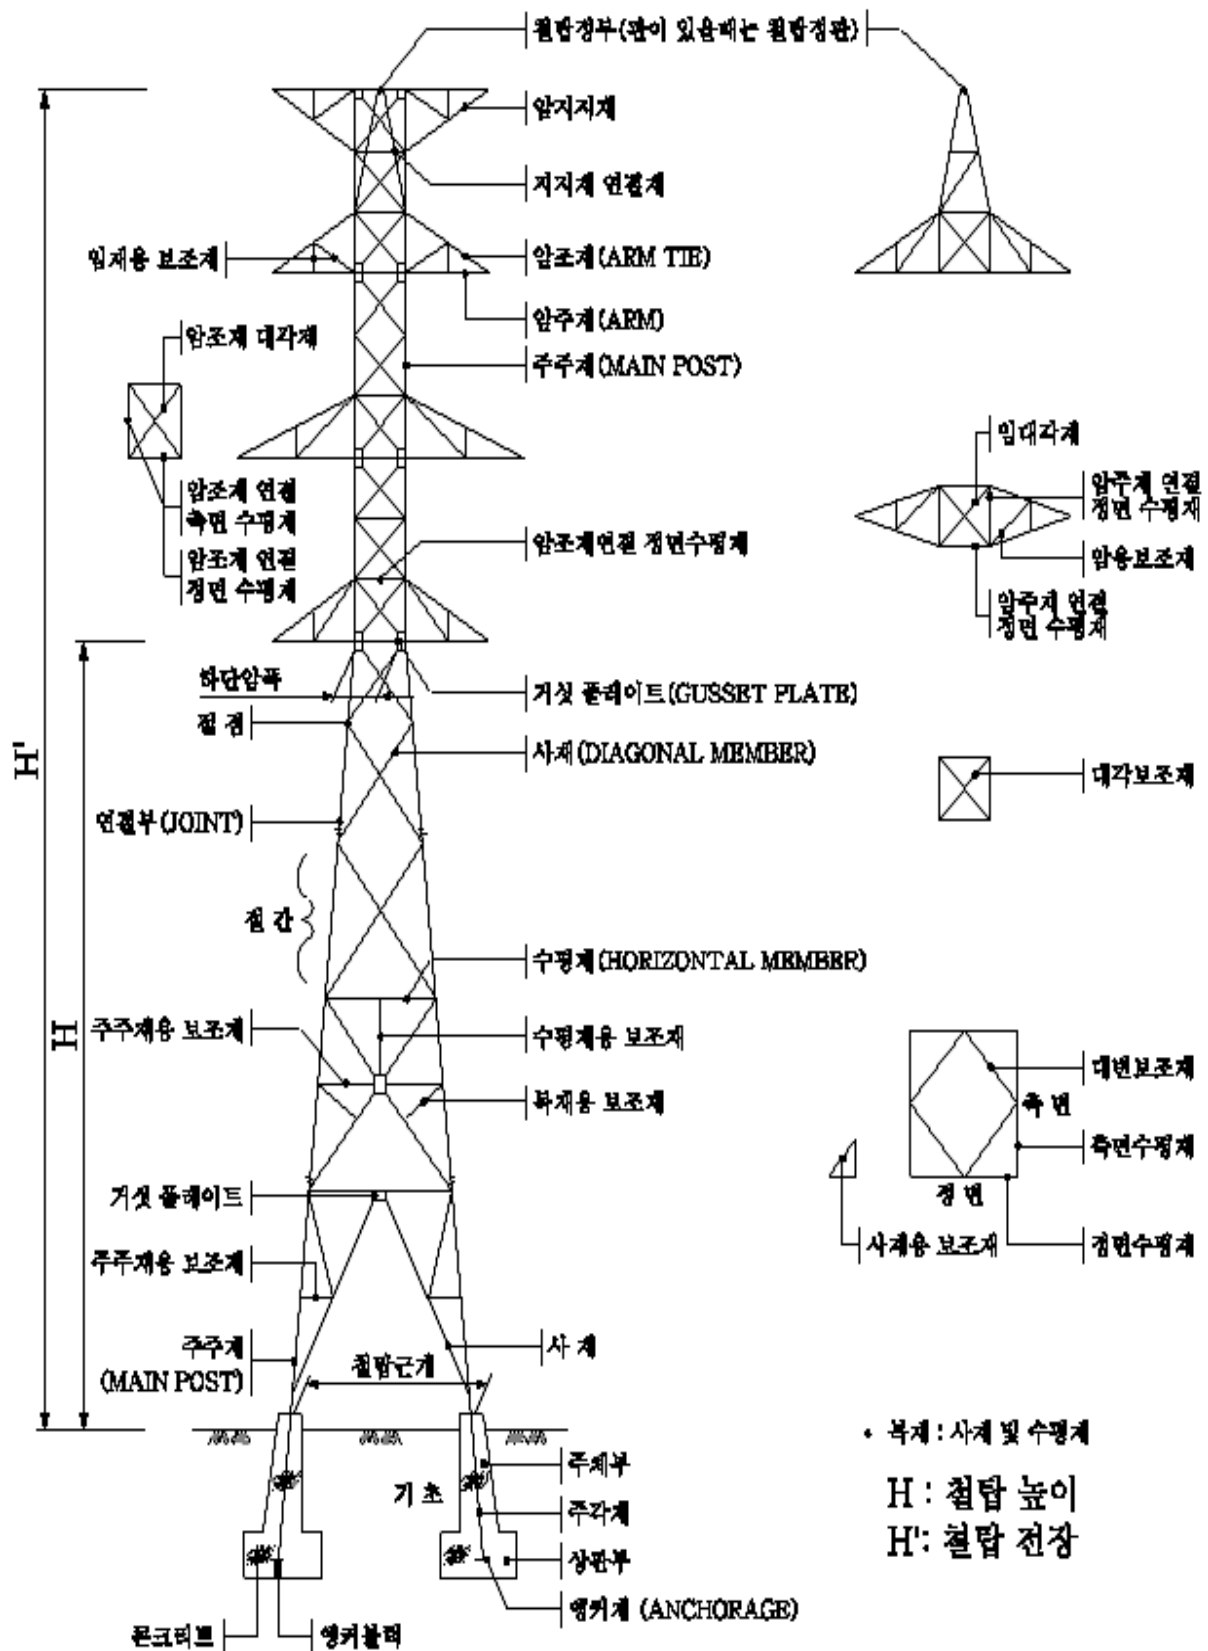 철탑정부(판이 있을때는 철탑정판)
암지지재
지지재 연결재
암재용 보조재
암조재(ARM TIE)
암주재(ARM)
암조재 대각재
주주재(MAIN POST)
암대각재
암조재 연결
측면 수평재
암주재 연결
정면 수평재
암조재연결 정면수평재
암조재 연결
정면 수평재
암용보조재
암주재 연결
정면 수평재
하단암폭
거싯 플레이트(GUSSET PLATE)
절 점
사재(DIAGONAL MEMBER)
대각보조재
H'
연결부(JOINT)
절 간
수평재(HORIZONTAL MEMBER)
H
주주재용 보조재
수평재용 보조재
대변보조재
복재용 보조재
측 면
측면수평재
거싯 플레이트
정 면
사재용 보조재
정면수평재
주주재용 보조재
주주재
(MAIN POST)
사 재
철탑근개
• 복재 : 사재 및 수평재
주체부
기 초
H : 철탑 높이
주각재
H': 철탑 전장
상판부
앵커재 (ANCHORAGE)
콘크리트
앵커블럭